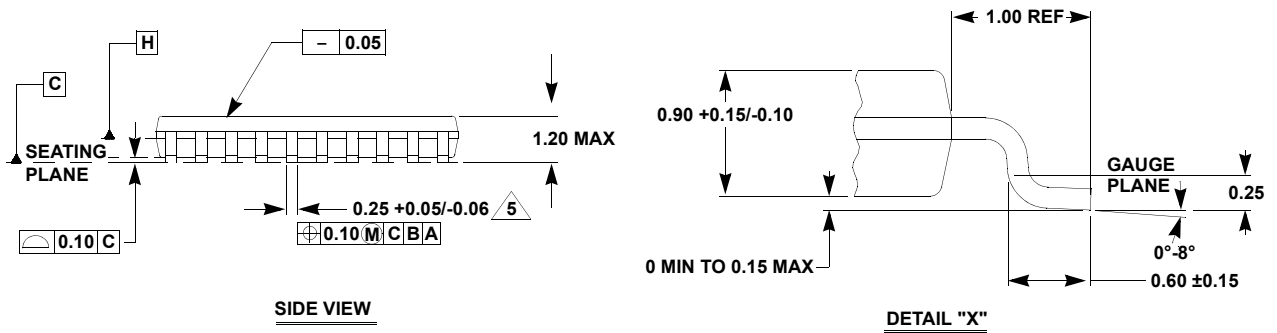 H
– 0.05
C
1.20 MAX
SEATING
PLANE
0.25 +0.05/-0.06 5
0.10 M C B A
0.10 C
SIDE VIEW
1.00 REF
0.90 +0.15/-0.10
GAUGE
PLANE
0.25
0°-8°
0 MIN TO 0.15 MAX
0.60 ±0.15
DETAIL "X"